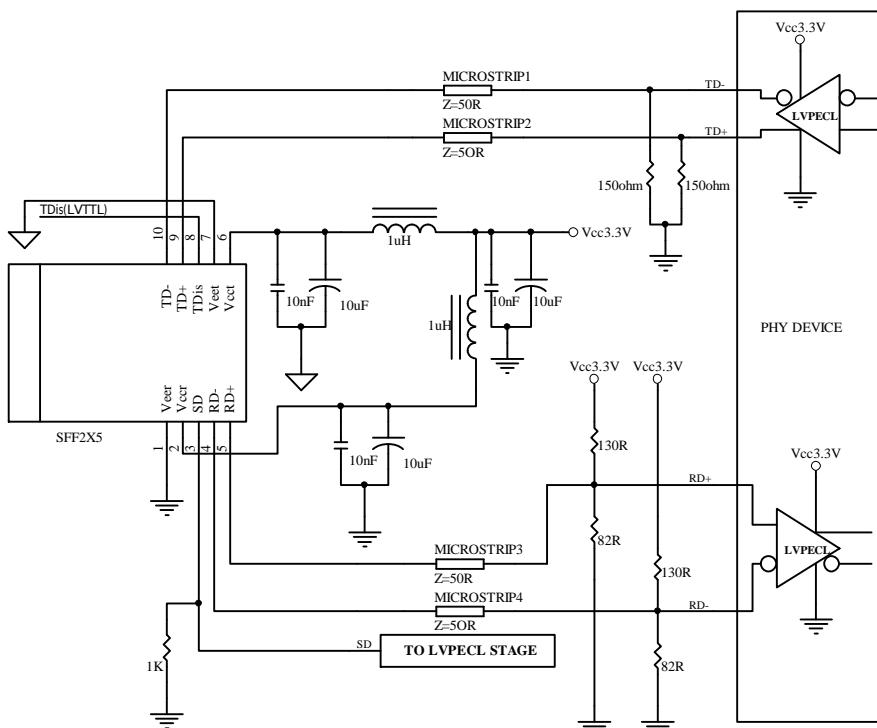 Vcc3.3V
MICROSTRIP1
TD-
Z=50R
LVPECL
MICROSTRIP2
TD+
Z=5OR
150ohm
150ohm
TDis(LVTTL)
10
9
8
7
6
1uH
Vcc3.3V
10nF
10uF
10nF
10uF
TD-
TD+
TDis
Veet
Vcct
1uH
PHY DEVICE
Veer
Vccr
SD
RD-
RD+
Vcc3.3V
Vcc3.3V
SFF2X5
1
2
3
4
5
130R
10nF
10uF
Vcc3.3V
RD+
82R
MICROSTRIP3
LVPECL
Z=50R
130R
MICROSTRIP4
RD-
Z=5OR
1K
SD
TO LVPECL STAGE
82R